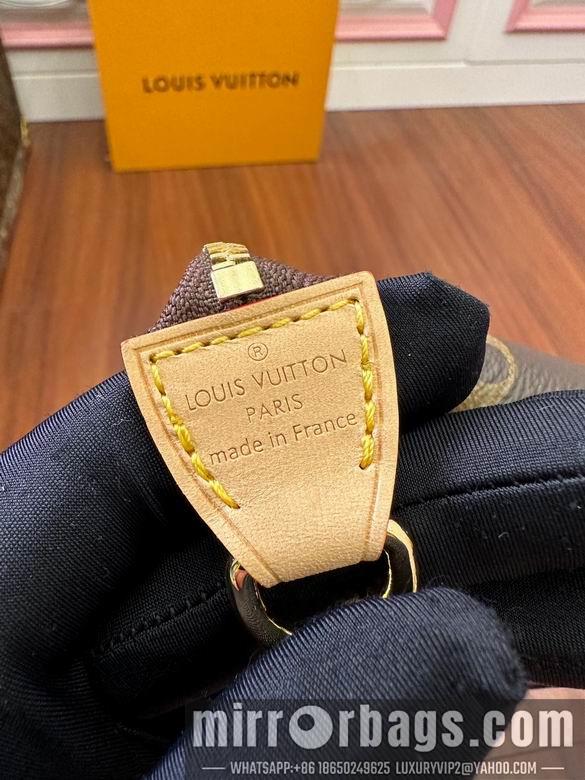 LOUIS VUITTON
®
LOUIS VUITTON
PARIS
made in France
mirrorbags.com
WHATSAPP:+86 18650249625 LUXURYVIP2@YAHOO.COM